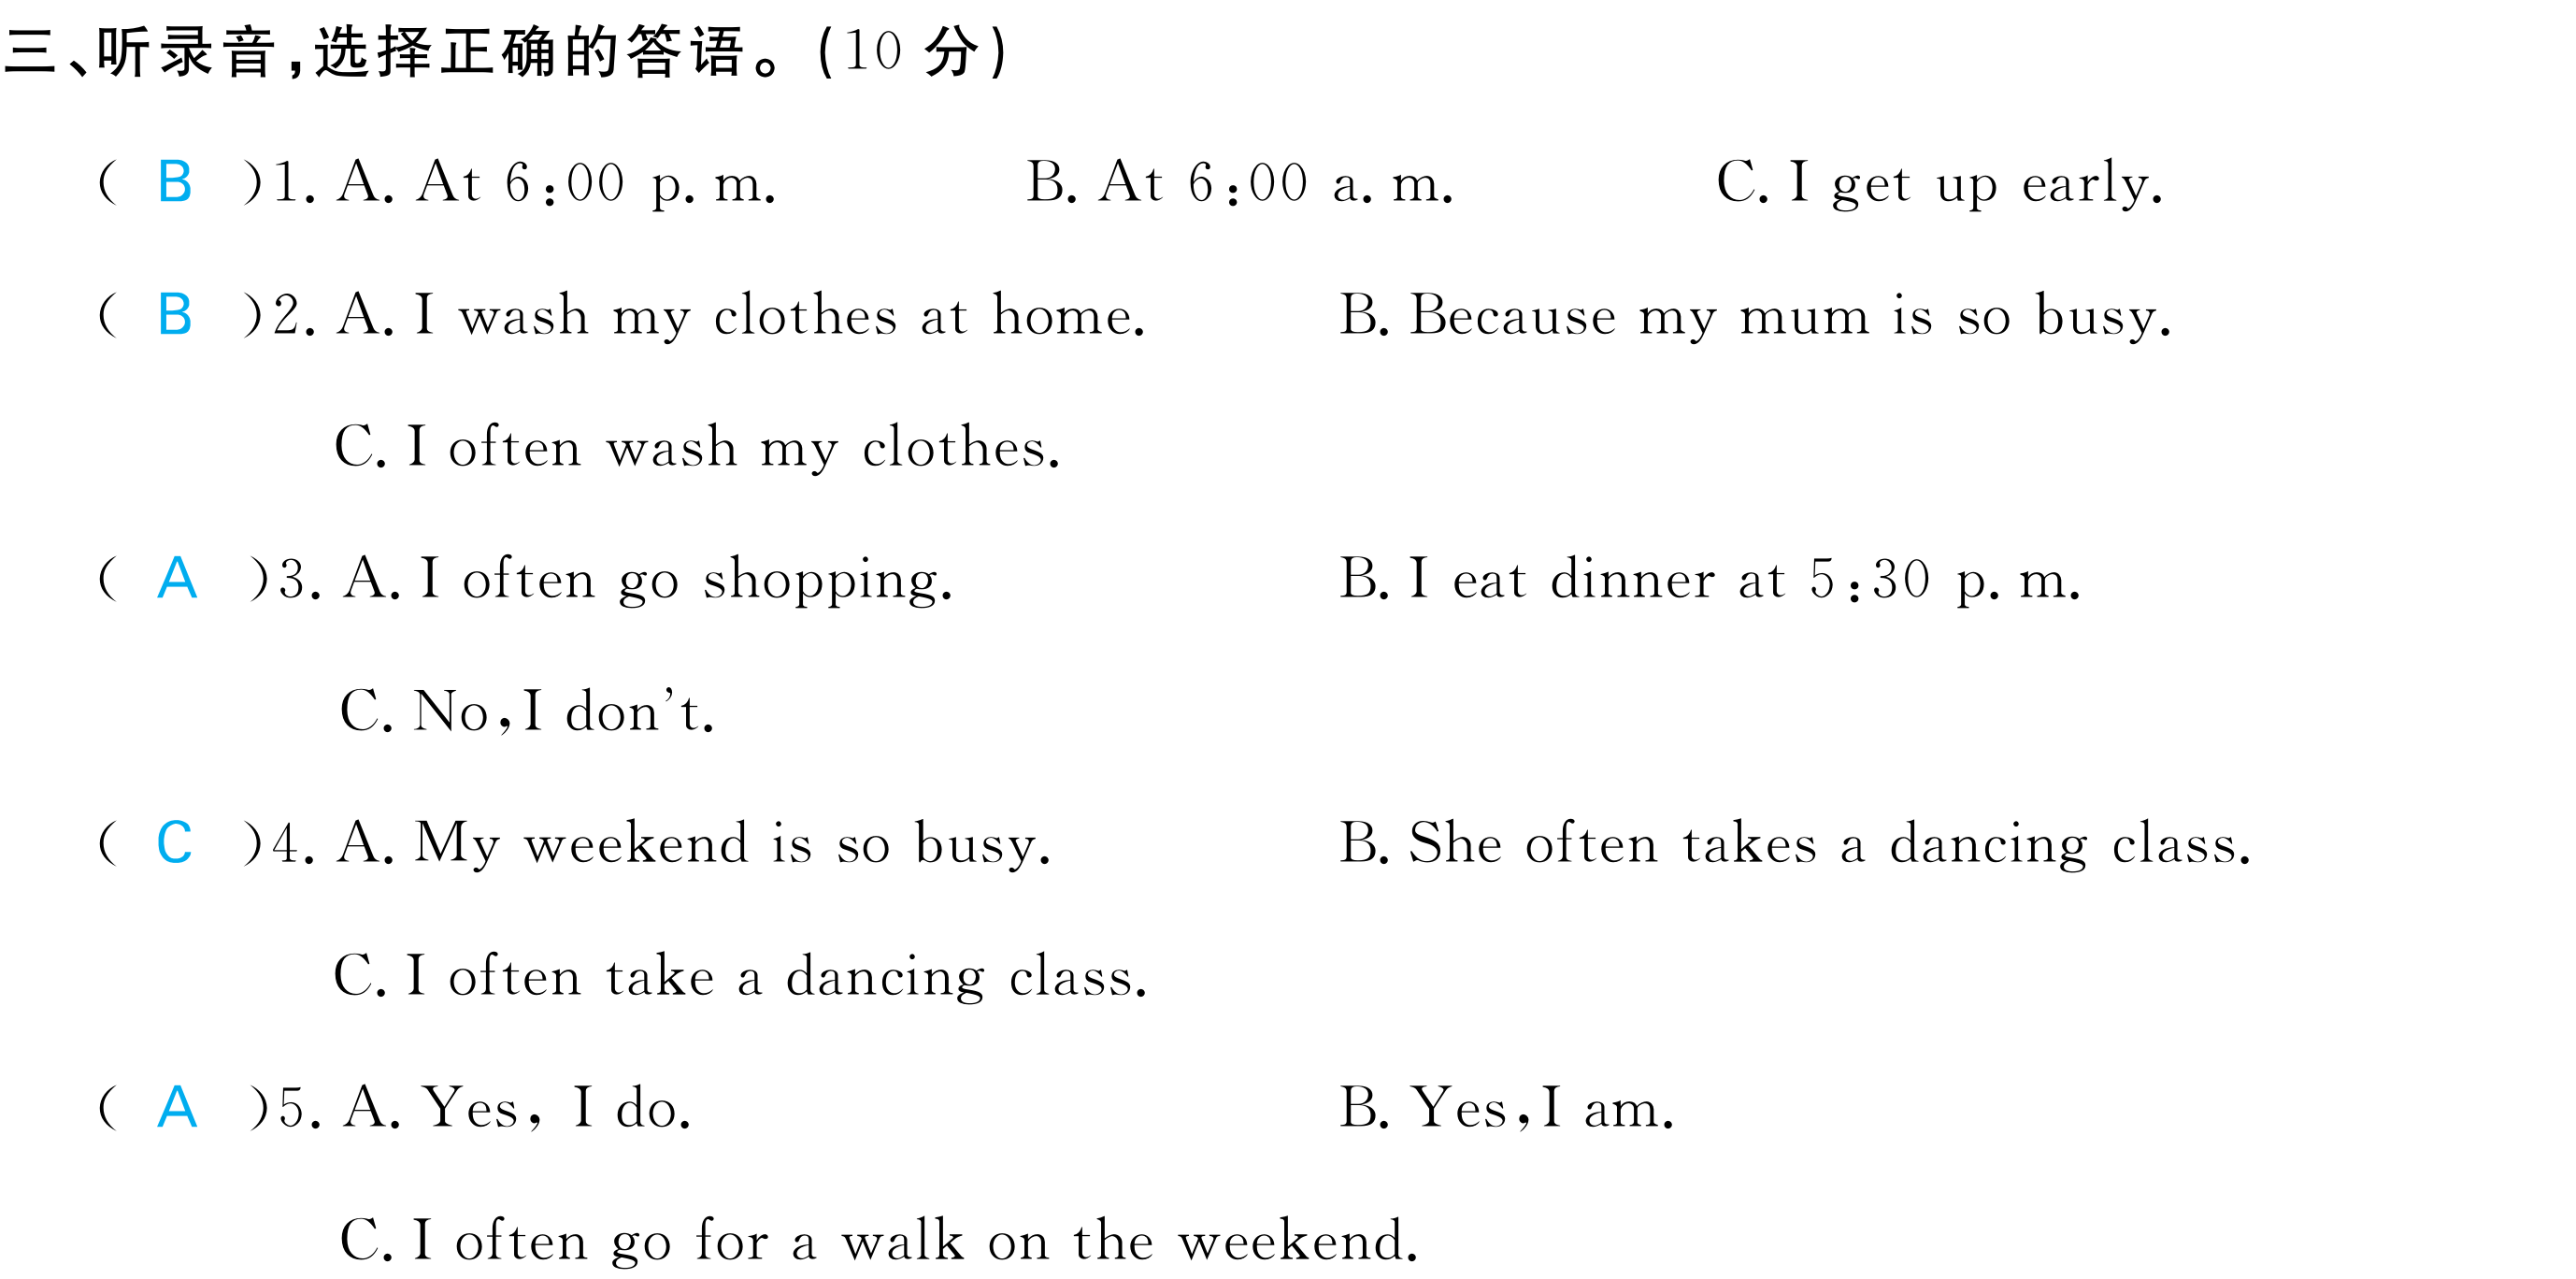 三、听录音,选择正确的答语。(10 分)
( B )1. A. At 6:00 p. m. B. At 6:00 a. m. C. I get up early.
( B )2. A. I wash my clothes at home. B. Because my mum is so busy.
C. I often wash my clothes.
( A )3. A. I often go shopping. B. I eat dinner at 5:30 p. m.
C. No,I don't.
( C )4. A. My weekend is so busy. B. She often takes a dancing class.
C. I often take a dancing class.
( A )5. A. Yes, I do. B. Yes,I am.
C. I often go for a walk on the weekend.